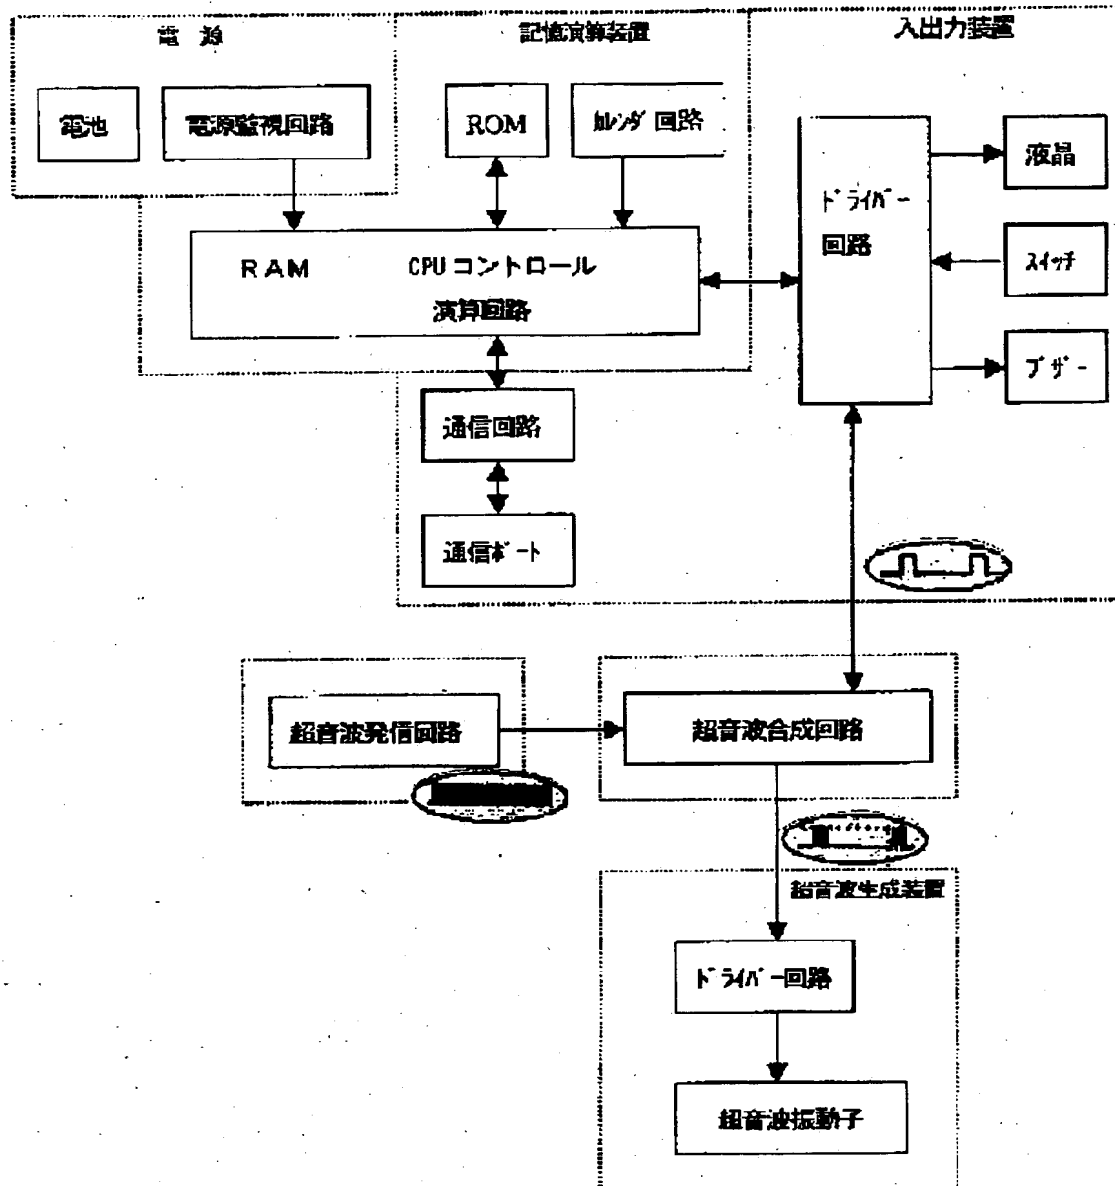 電 源
記憶演算装置
入出力装置
電池
電源監視回路
ROM
ｶﾚﾝﾀﾞ 回路
ﾄﾞﾗｲﾊﾞｰ
回路
液晶
ｽｲｯﾁ
ﾌﾞｻﾞｰ
RAM
CPUコントロール
演算回路
通信回路
通信ﾎﾟｰﾄ
超音波発信回路
超音波合成回路
超音波生成装置
ﾄﾞﾗｲﾊﾞｰ回路
超音波振動子